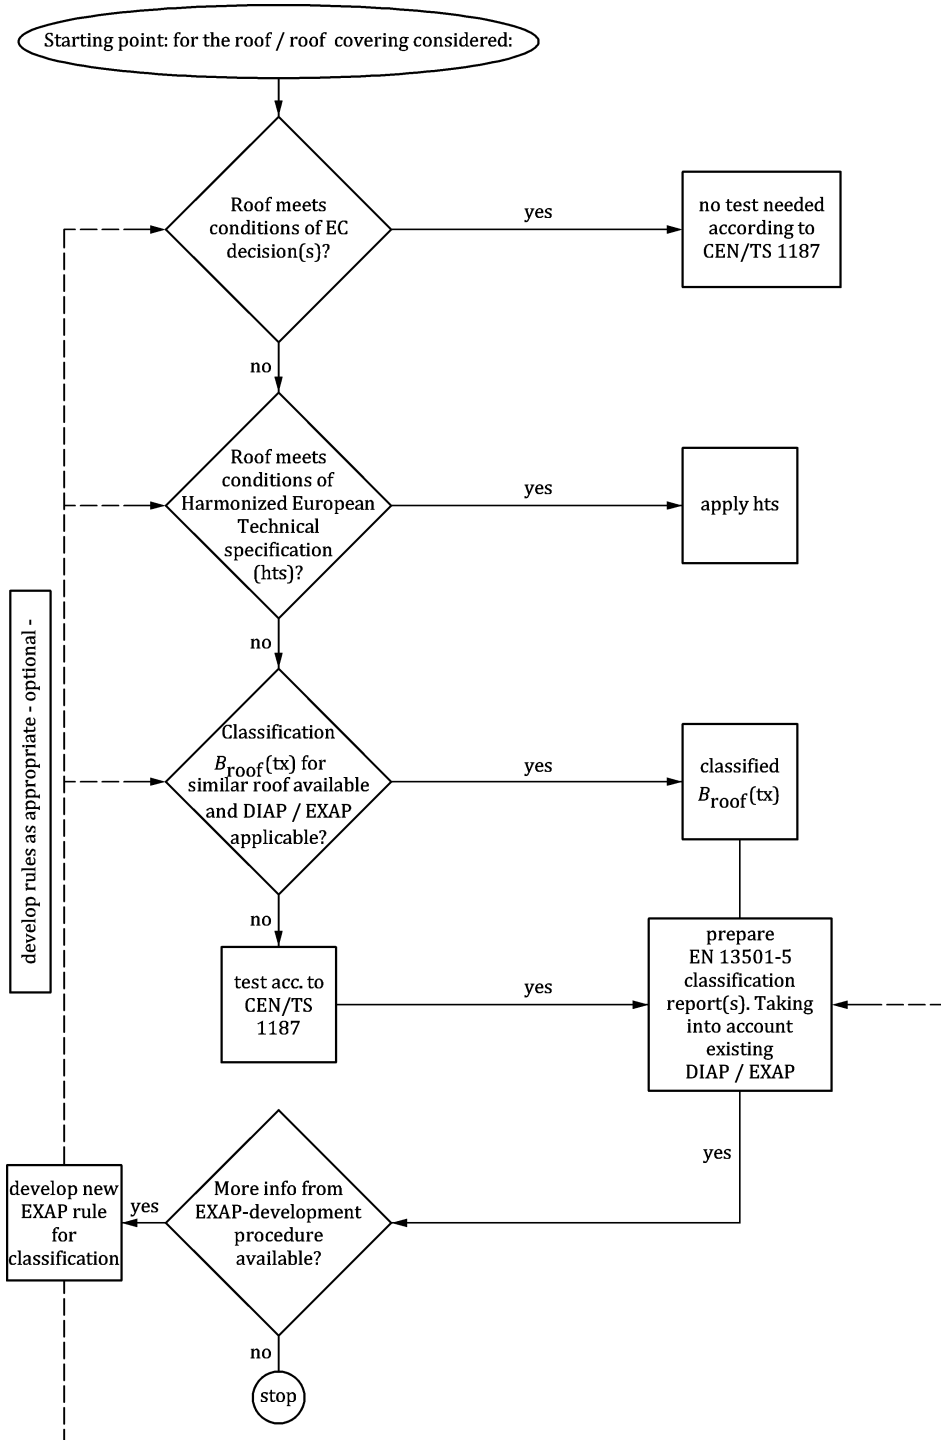 Starting point: for the roof / roof covering considered:
Roof meets
conditions of EC
decision(s)?
yes
no test needed
according to
CEN/TS 1187
no
Roof meets
conditions of
Harmonized European
Technical
specification
(hts)?
yes
apply hts
no
Classification
Broof(tx) for
similar roof available
and DIAP / EXAP
applicable?
yes
classified
Broof(tx)
no
test acc. to
CEN/TS
1187
yes
prepare
EN 13501-5
classification
report(s). Taking
into account
existing
DIAP / EXAP
yes
More info from
EXAP-development
procedure
available?
yes
develop new
EXAP rule
for
classification
develop rules as appropriate - optional -
no
stop